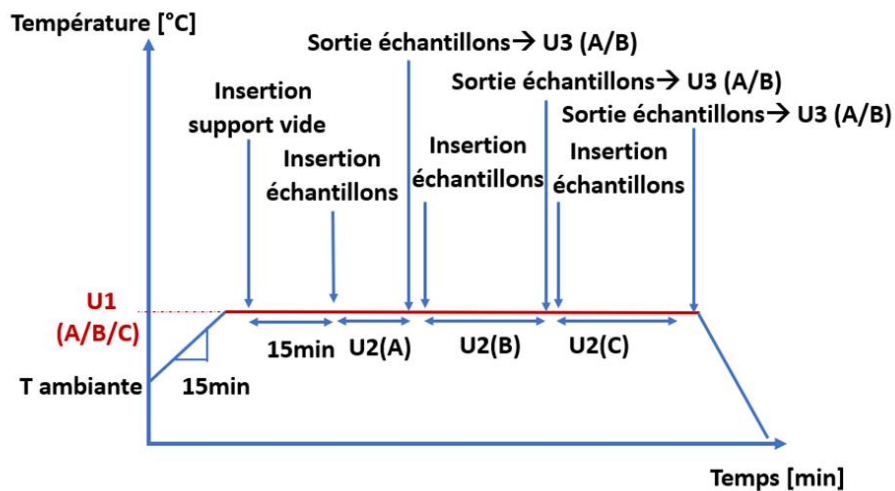 Température [°C]
Sortie échantillons→ U3 (A/B)
Sortie échantillons→ U3 (A/B)
Sortie échantillons→ U3 (A/B)
Insertion
support vide
Insertion
échantillons
Insertion
échantillons
Insertion
échantillons
U1
(A/B/C)
15min
U2(A)
U2(B)
U2(C)
T ambiante
15min
Temps [min]